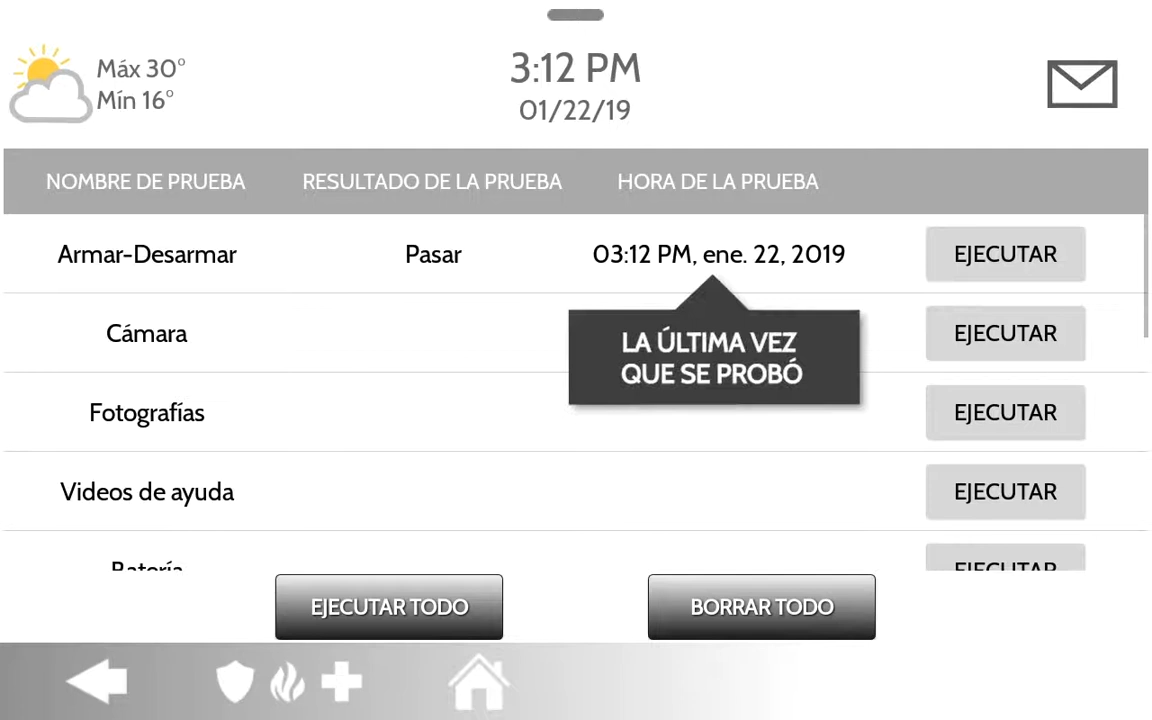 Máx 30°
Mín 16°
3:12 PM
01/22/19
NOMBRE DE PRUEBA RESULTADO DE LA PRUEBA HORA DE LA PRUEBA
Armar-Desarmar Pasar 03:12 PM, ene. 22, 2019 EJECUTAR
LA ÚLTIMA VEZ
QUE SE PROBÓ
Cámara EJECUTAR
Fotografías EJECUTAR
Videos de ayuda EJECUTAR
Batería EJECUTAR
EJECUTAR TODO BORRAR TODO